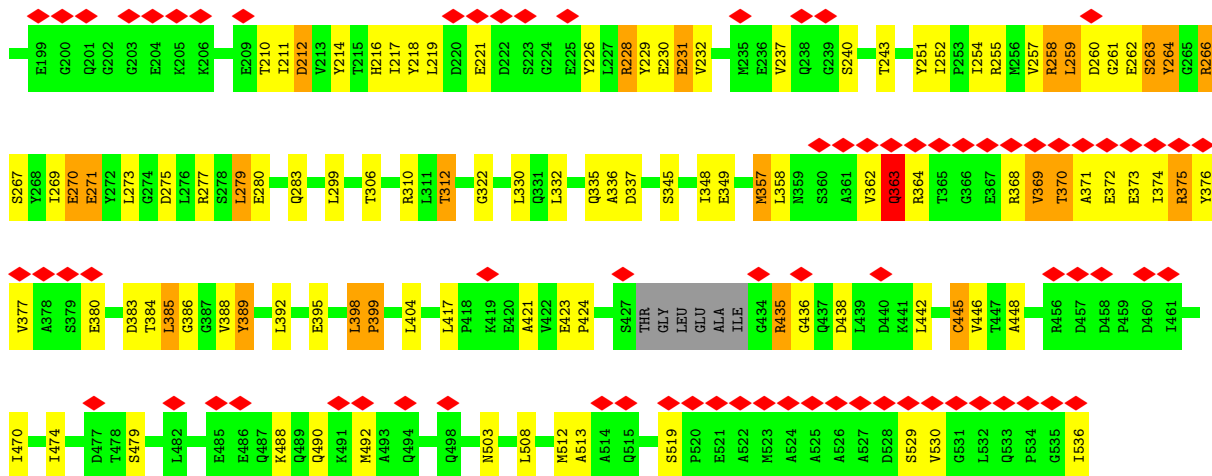 E199 G200 Q201 G202 G203 E204 K205 K206 E209 T210 I211 D212 V213 Y214 T215 H216 I217 Y218 L219 D220 E221 D222 S223 G224 E225 Y226 L227 R228 Y229 E230 E231 V232 M235 E236 V237 Q238 G239 S240 T243 Y251 I252 P253 I254 R255 M256 V257 R258 L259 D260 G261 E262 S263 Y264 G265 R266
S267 Y268 I269 E270 E271 Y272 L273 G274 D275 L276 R277 S278 L279 E280 Q283 L299 T306 R310 L311 T312 G322 L330 Q331 L332 Q335 A336 D337 S345 I348 E349 M357 L358 N359 S360 A361 V362 Q363 R364 T365 G366 E367 R368 V369 T370 A371 E372 E373 I374 R375 Y376
V377 A378 S379 E380 D383 T384 L385 G386 G387 V388 Y389 L392 E395 L398 P399 L404 L417 P418 K419 E420 A421 V422 E423 P424 S427 THR GLY LEU GLU ALA ILE G434 R435 G436 Q437 D438 L439 D440 K441 L442 C445 V446 T447 A448 R456 D457 D458 P459 D460 I461
I470 I474 D477 T478 S479 L482 E485 E486 Q487 K488 Q489 Q490 K491 M492 A493 Q494 Q498 N503 L508 M512 A513 A514 Q515 S519 P520 E521 A522 M523 A524 A525 A526 A527 D528 S529 V530 G531 L532 Q533 P534 G535 I536